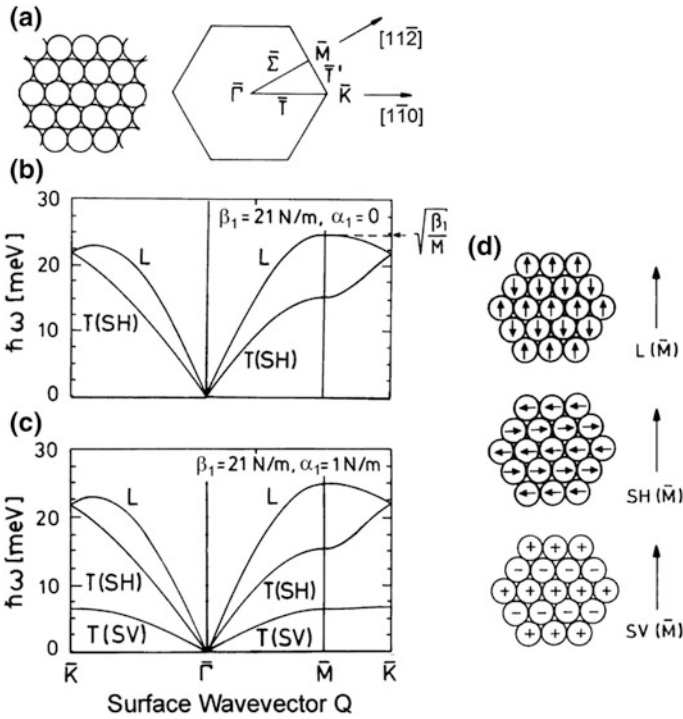 (a)
Σ̄ M̄ [112̄]
T̄'
Γ̄ T̄ K̄ [11̄0]
(b)
30
20
10
0
ħω [meV]
β₁ = 21 N/m, α₁ = 0
√(β₁/M)
L L
T(SH) T(SH)
(c)
30
20
10
0
ħω [meV]
β₁ = 21 N/m, α₁ = 1 N/m
L L
T(SH) T(SH)
T(SV) T(SV)
K̄ Γ̄ M̄ K̄
Surface Wavevector Q
(d)
L (M̄)
SH (M̄)
+ + +
− − − −
+ + + + +
− − − −
+ + +
SV (M̄)